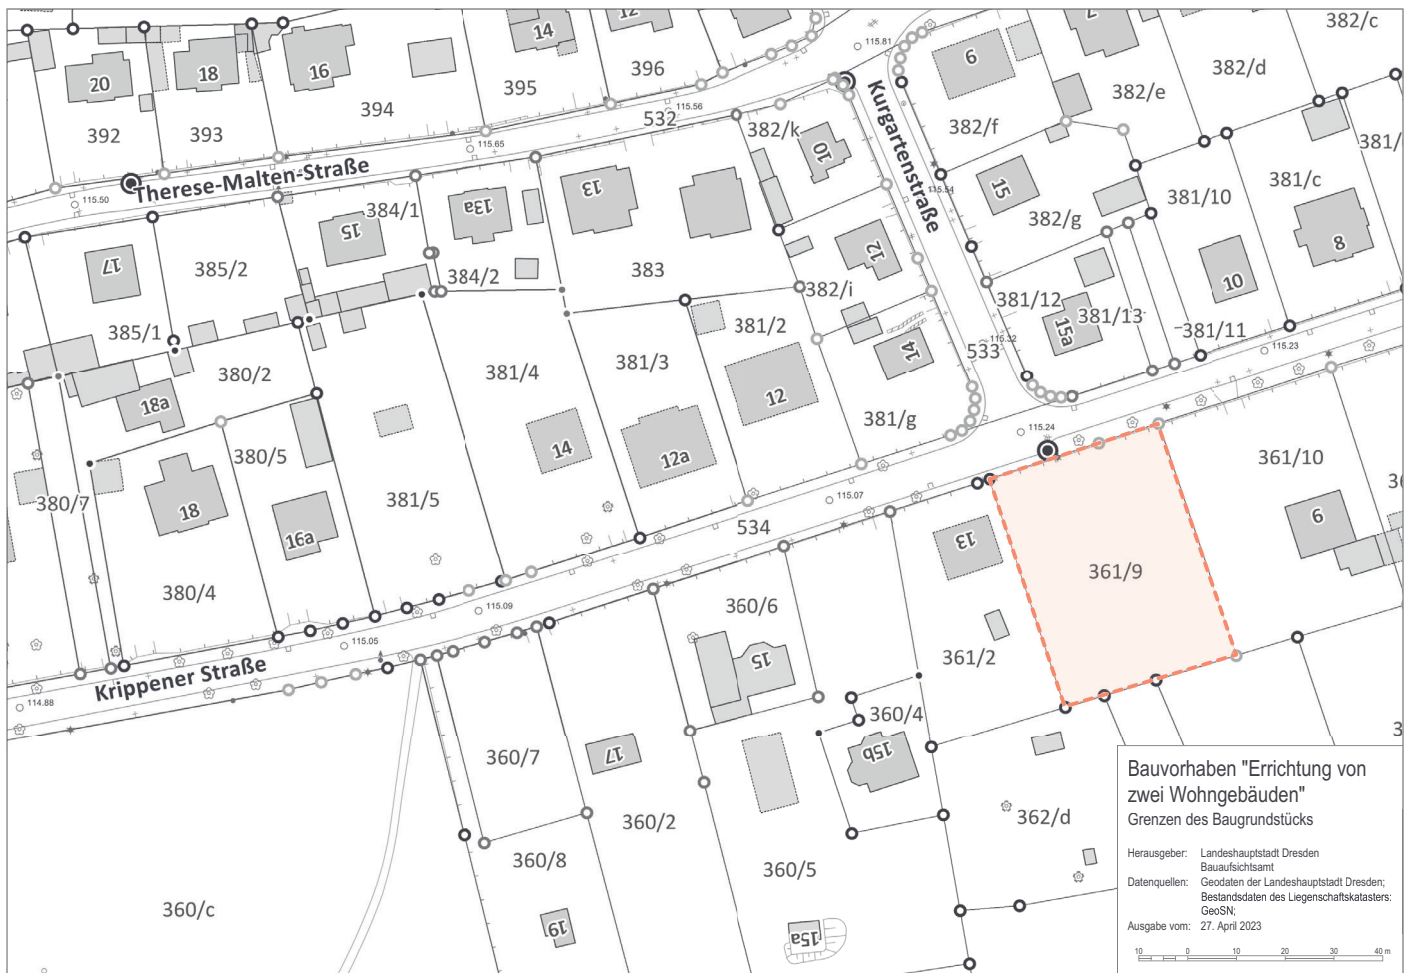 14
12
7
382/c
115.81
6
20
18
16
395
396
382/d
394
382/e
392
393
115.56
532
382/k
382/f
115.65
10
Kurgartenstraße
381/
Therese-Malten-Straße
115.50
13
13a
15
115.54
381/10
381/c
384/1
15
382/g
12
8
17
385/2
384/2
383
382/i
10
381/12
385/1
381/2
15a
381/13
381/11
115.32
533
14
115.23
380/2
381/4
381/3
18a
12
381/g
115.24
380/5
14
12a
361/10
380/7
381/5
36
18
16a
115.07
534
13
6
361/9
380/4
115.09
360/6
115.05
15
361/2
Krippener Straße
114.88
360/4
3
360/7
17
15b
360/2
362/d
360/8
360/5
360/c
19
15a
Bauvorhaben "Errichtung von
zwei Wohngebäuden"
Grenzen des Baugrundstücks
Herausgeber: Landeshauptstadt Dresden
Bauaufsichtsamt
Datenquellen: Geodaten der Landeshauptstadt Dresden;
Bestandsdaten des Liegenschaftskatasters:
GeoSN;
Ausgabe vom: 27. April 2023
10 0 10 20 30 40 m